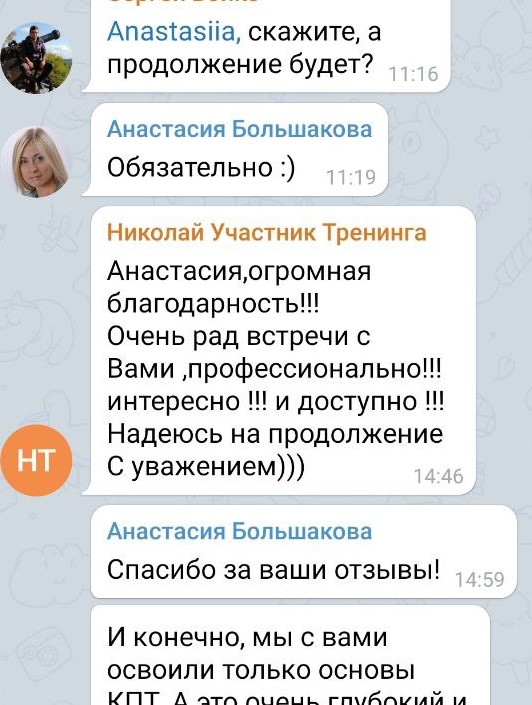 Anastasiia, скажите, а
продолжение будет?
11:16
Анастасия Большакова
Обязательно :)
11:19
Николай Участник Тренинга
Анастасия,огромная
благодарность!!!
Очень рад встречи с
Вами ,профессионально!!!
интересно !!! и доступно !!!
Надеюсь на продолжение
С уважением)))
14:46
НТ
Анастасия Большакова
Спасибо за ваши отзывы!
14:59
И конечно, мы с вами
освоили только основы
КПТ. А это очень глубокий и